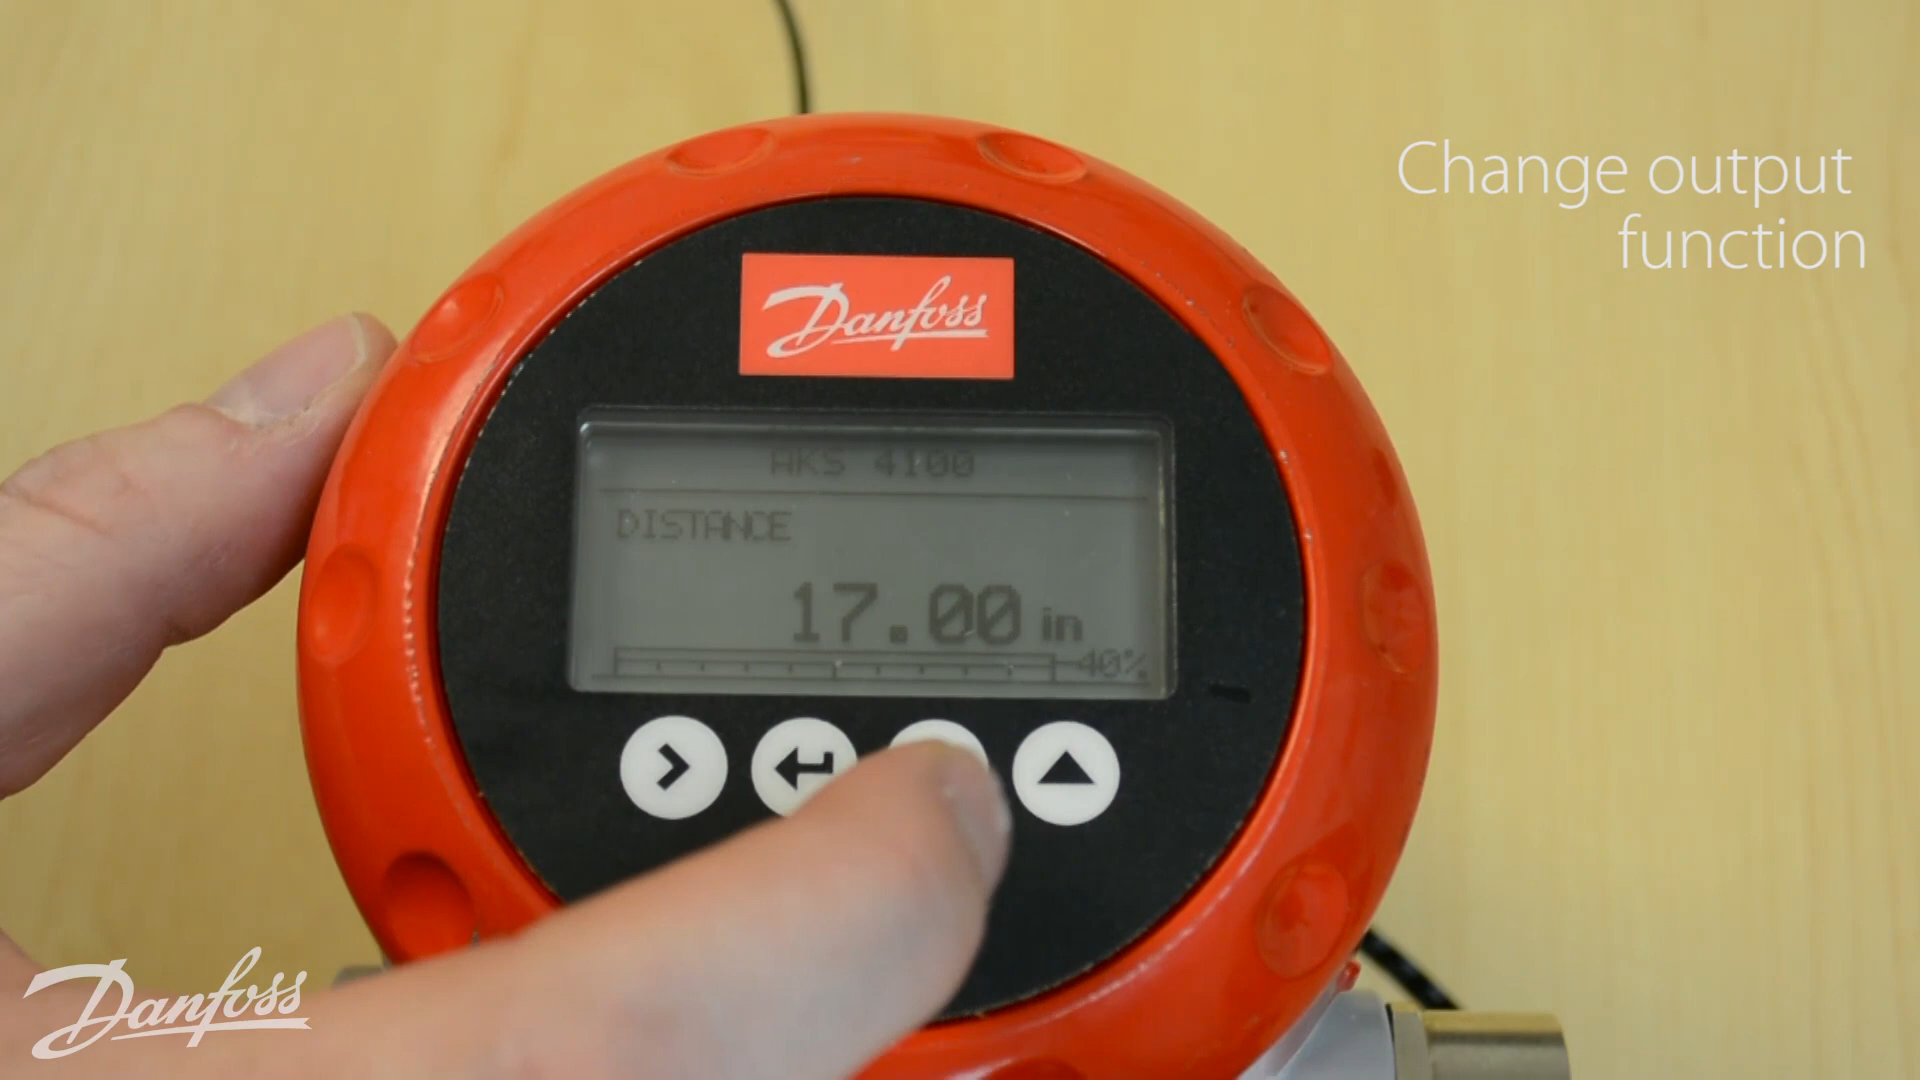 Change output
function
Danfoss
AKS 4100
DISTANCE
17.00 in
-40%
Danfoss